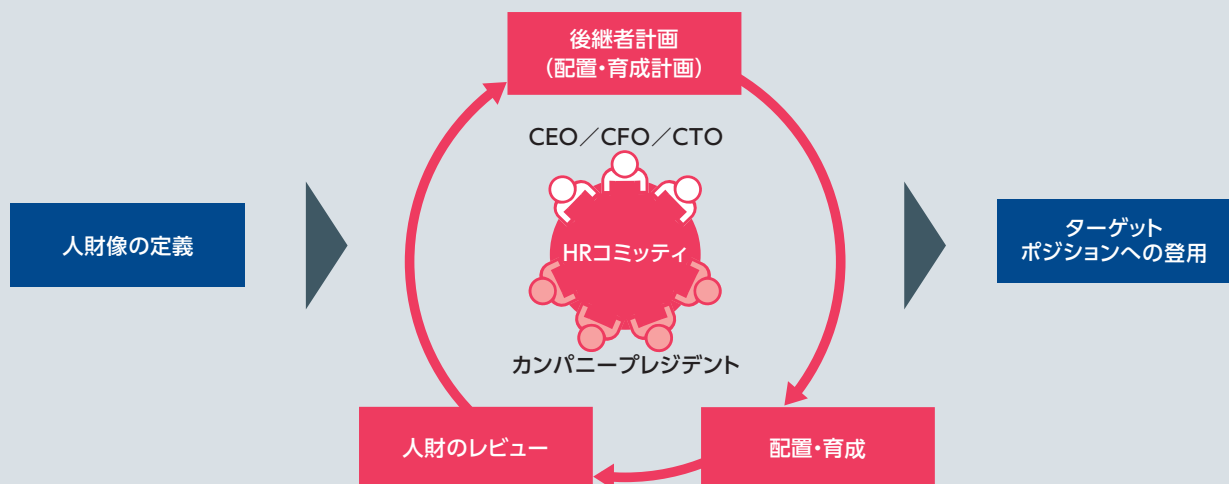 後継者計画
（配置・育成計画）
CEO／CFO／CTO
人財像の定義
HRコミッティ
ターゲット
ポジションへの登用
カンパニープレジデント
人財のレビュー
配置・育成